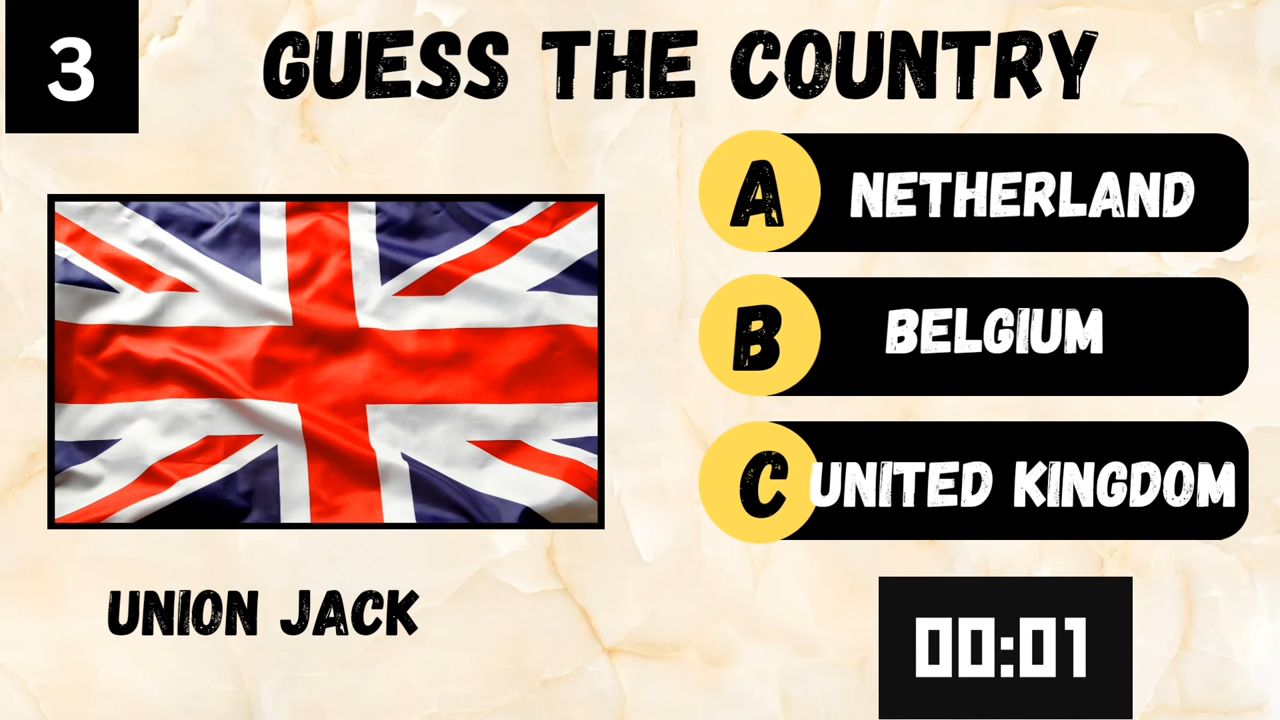 3
GUESS THE COUNTRY
A NETHERLAND
B BELGIUM
C UNITED KINGDOM
UNION JACK
00:01